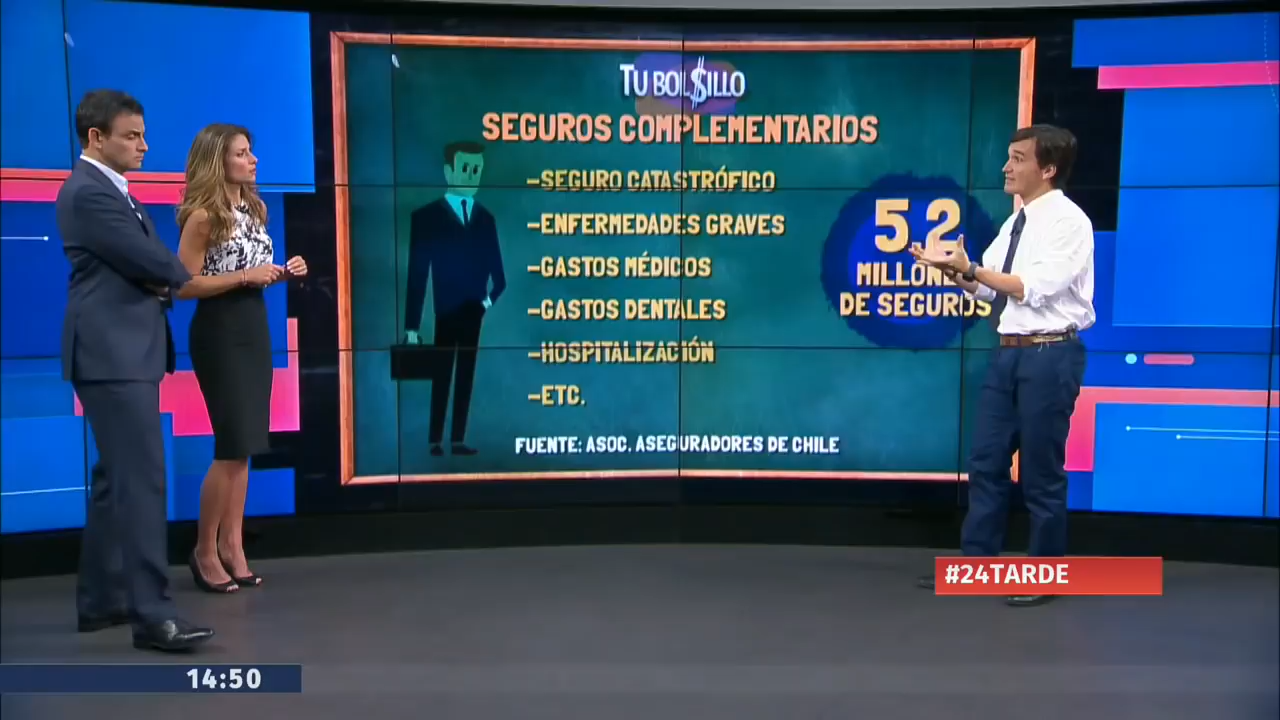 TU BOL$ILLO
SEGUROS COMPLEMENTARIOS
-SEGURO CATASTRÓFICO
-ENFERMEDADES GRAVES
-GASTOS MÉDICOS
-GASTOS DENTALES
-HOSPITALIZACIÓN
-ETC.
5.2
MILLONES
DE SEGUROS
FUENTE: ASOC. ASEGURADORES DE CHILE
#24TARDE
14:50